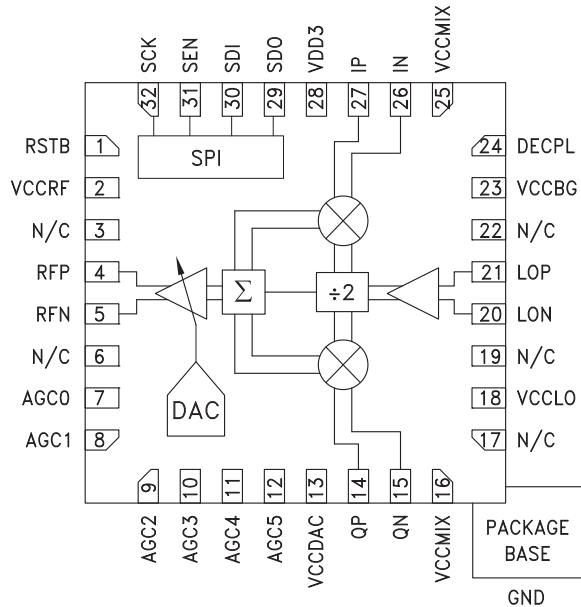 SCK
SEN
SDI
SDO
VDD3
IP
IN
VCCMIX
32
31
30
29
28
27
26
25
RSTB 1
VCCRF 2
N/C 3
RFP 4
RFN 5
N/C 6
AGC0 7
AGC1 8
SPI
Σ
÷2
DAC
24 DECPL
23 VCCBG
22 N/C
21 LOP
20 LON
19 N/C
18 VCCLO
17 N/C
9
10
11
12
13
14
15
16
AGC2
AGC3
AGC4
AGC5
VCCDAC
QP
QN
VCCMIX
PACKAGE
BASE
GND